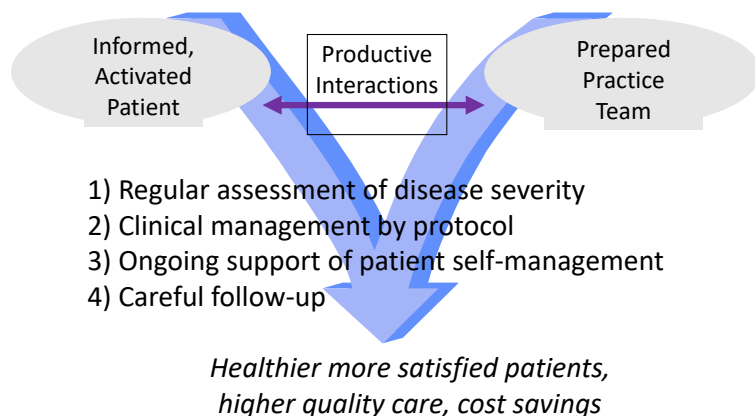 Informed,
Activated
Patient
Productive
Interactions
Prepared
Practice
Team
1) Regular assessment of disease severity
2) Clinical management by protocol
3) Ongoing support of patient self-management
4) Careful follow-up
Healthier more satisfied patients,
higher quality care, cost savings